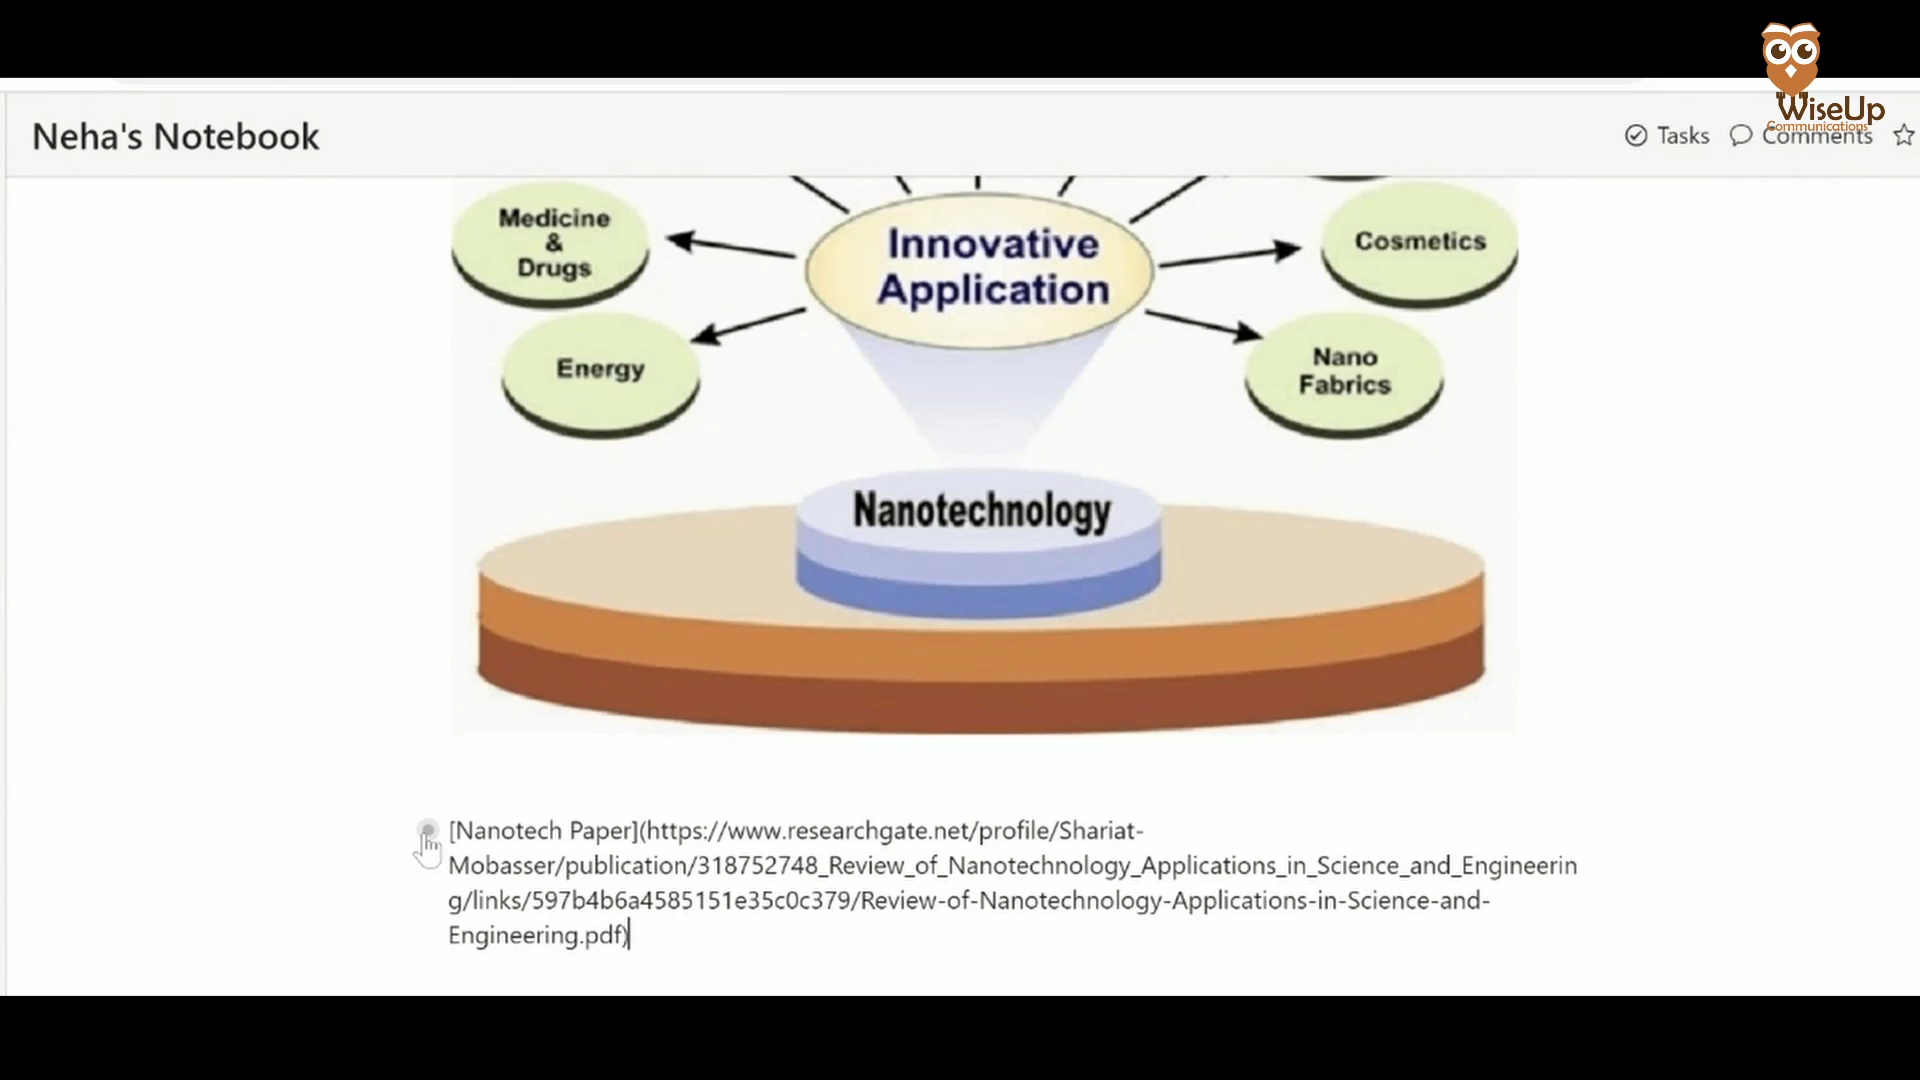 WiseUp
Communications
Neha's Notebook
Tasks
Comments
Medicine
&
Drugs
Innovative
Application
Cosmetics
Energy
Nano
Fabrics
Nanotechnology
[Nanotech Paper](https://www.researchgate.net/profile/Shariat-
Mobasser/publication/318752748_Review_of_Nanotechnology_Applications_in_Science_and_Engineerin
g/links/597b4b6a4585151e35c0c379/Review-of-Nanotechnology-Applications-in-Science-and-
Engineering.pdf)